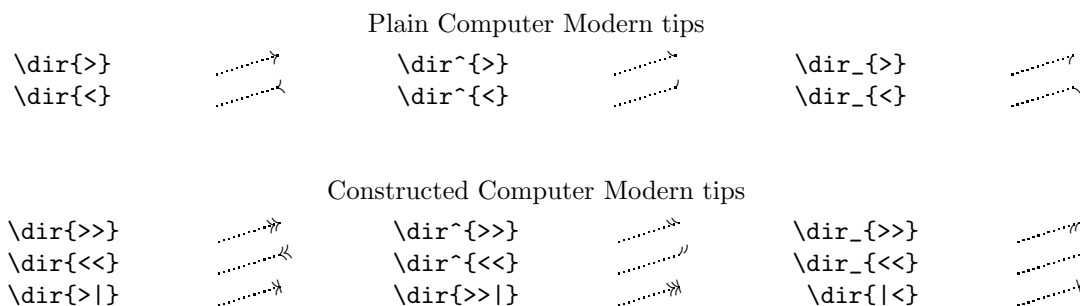 Plain Computer Modern tips
\dir{>} \dir^{>} \dir_{>}
\dir{<} \dir^{<} \dir_{<}
Constructed Computer Modern tips
\dir{>>} \dir^{>>} \dir_{>>}
\dir{<<} \dir^{<<} \dir_{<<}
\dir{>|} \dir{>>|} \dir{|<}